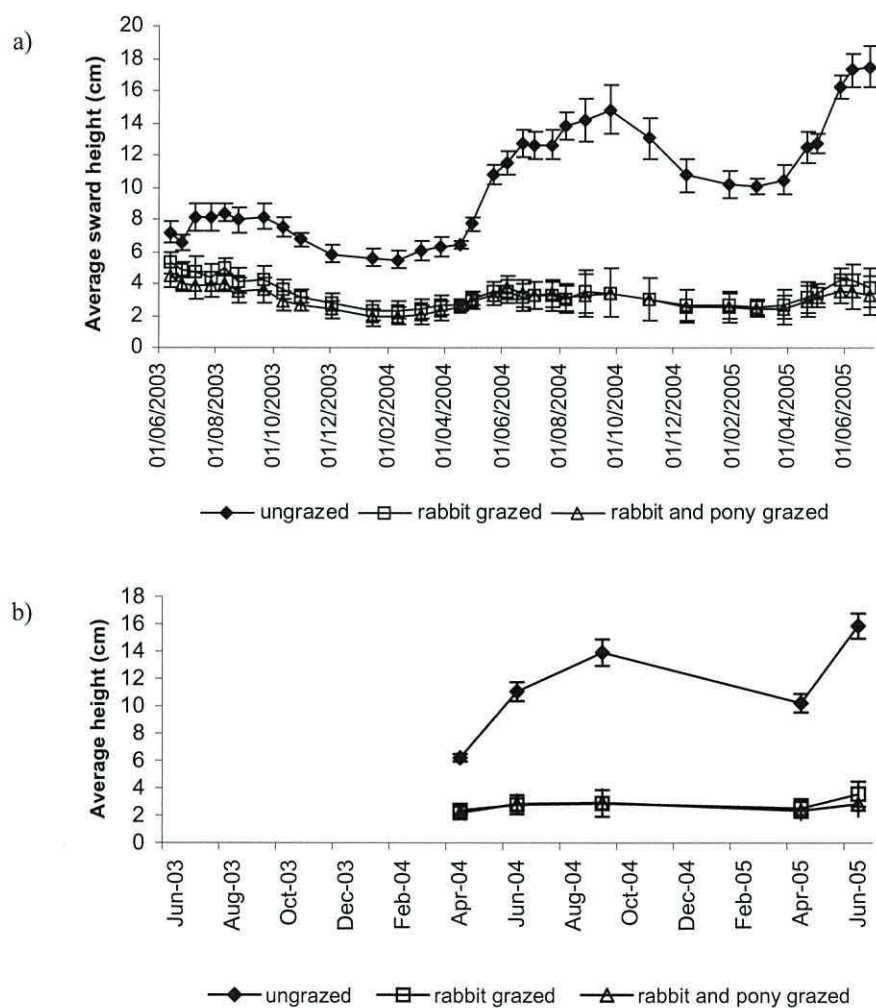 a)
Average sward height (cm)
20
18
16
14
12
10
8
6
4
2
0
01/06/2003
01/08/2003
01/10/2003
01/12/2003
01/02/2004
01/04/2004
01/06/2004
01/08/2004
01/10/2004
01/12/2004
01/02/2005
01/04/2005
01/06/2005
ungrazed rabbit grazed rabbit and pony grazed
b)
Average height (cm)
18
16
14
12
10
8
6
4
2
0
Jun-03
Aug-03
Oct-03
Dec-03
Feb-04
Apr-04
Jun-04
Aug-04
Oct-04
Dec-04
Feb-05
Apr-05
Jun-05
ungrazed rabbit grazed rabbit and pony grazed